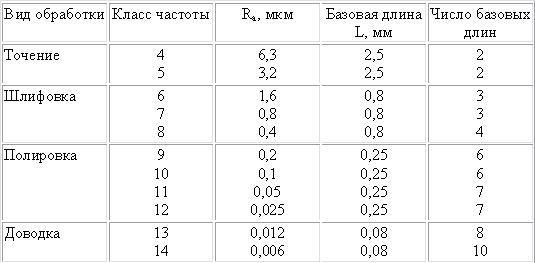 Вид обработки Класс частоты Rₐ, мкм Базовая длина Число базовых
L, мм длин
Точение 4 6,3 2,5 2
5 3,2 2,5 2
Шлифовка 6 1,6 0,8 3
7 0,8 0,8 3
8 0,4 0,8 4
Полировка 9 0,2 0,25 6
10 0,1 0,25 6
11 0,05 0,25 7
12 0,025 0,25 7
Доводка 13 0,012 0,08 8
14 0,006 0,08 10